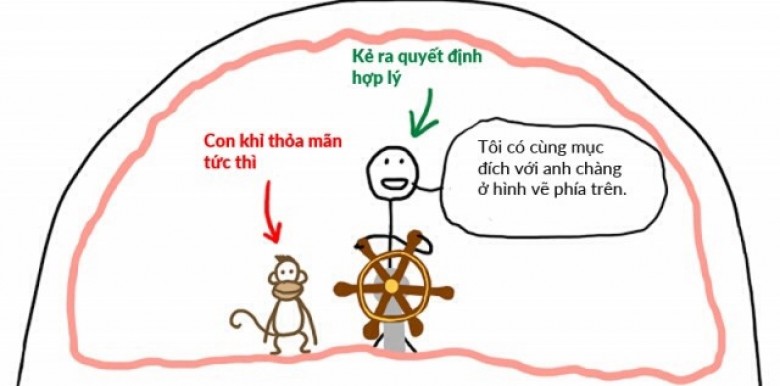 Kẻ ra quyết định
hợp lý
Con khỉ thỏa mãn
tức thì
Tôi có cùng mục
đích với anh chàng
ở hình vẽ phía trên.